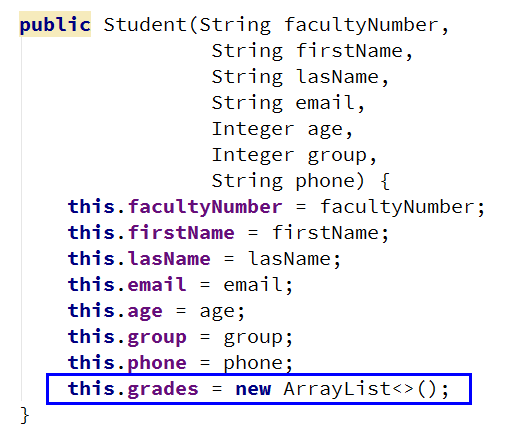 public Student(String facultyNumber,
String firstName,
String lasName,
String email,
Integer age,
Integer group,
String phone) {
this.facultyNumber = facultyNumber;
this.firstName = firstName;
this.lasName = lasName;
this.email = email;
this.age = age;
this.group = group;
this.phone = phone;
this.grades = new ArrayList<>();
}